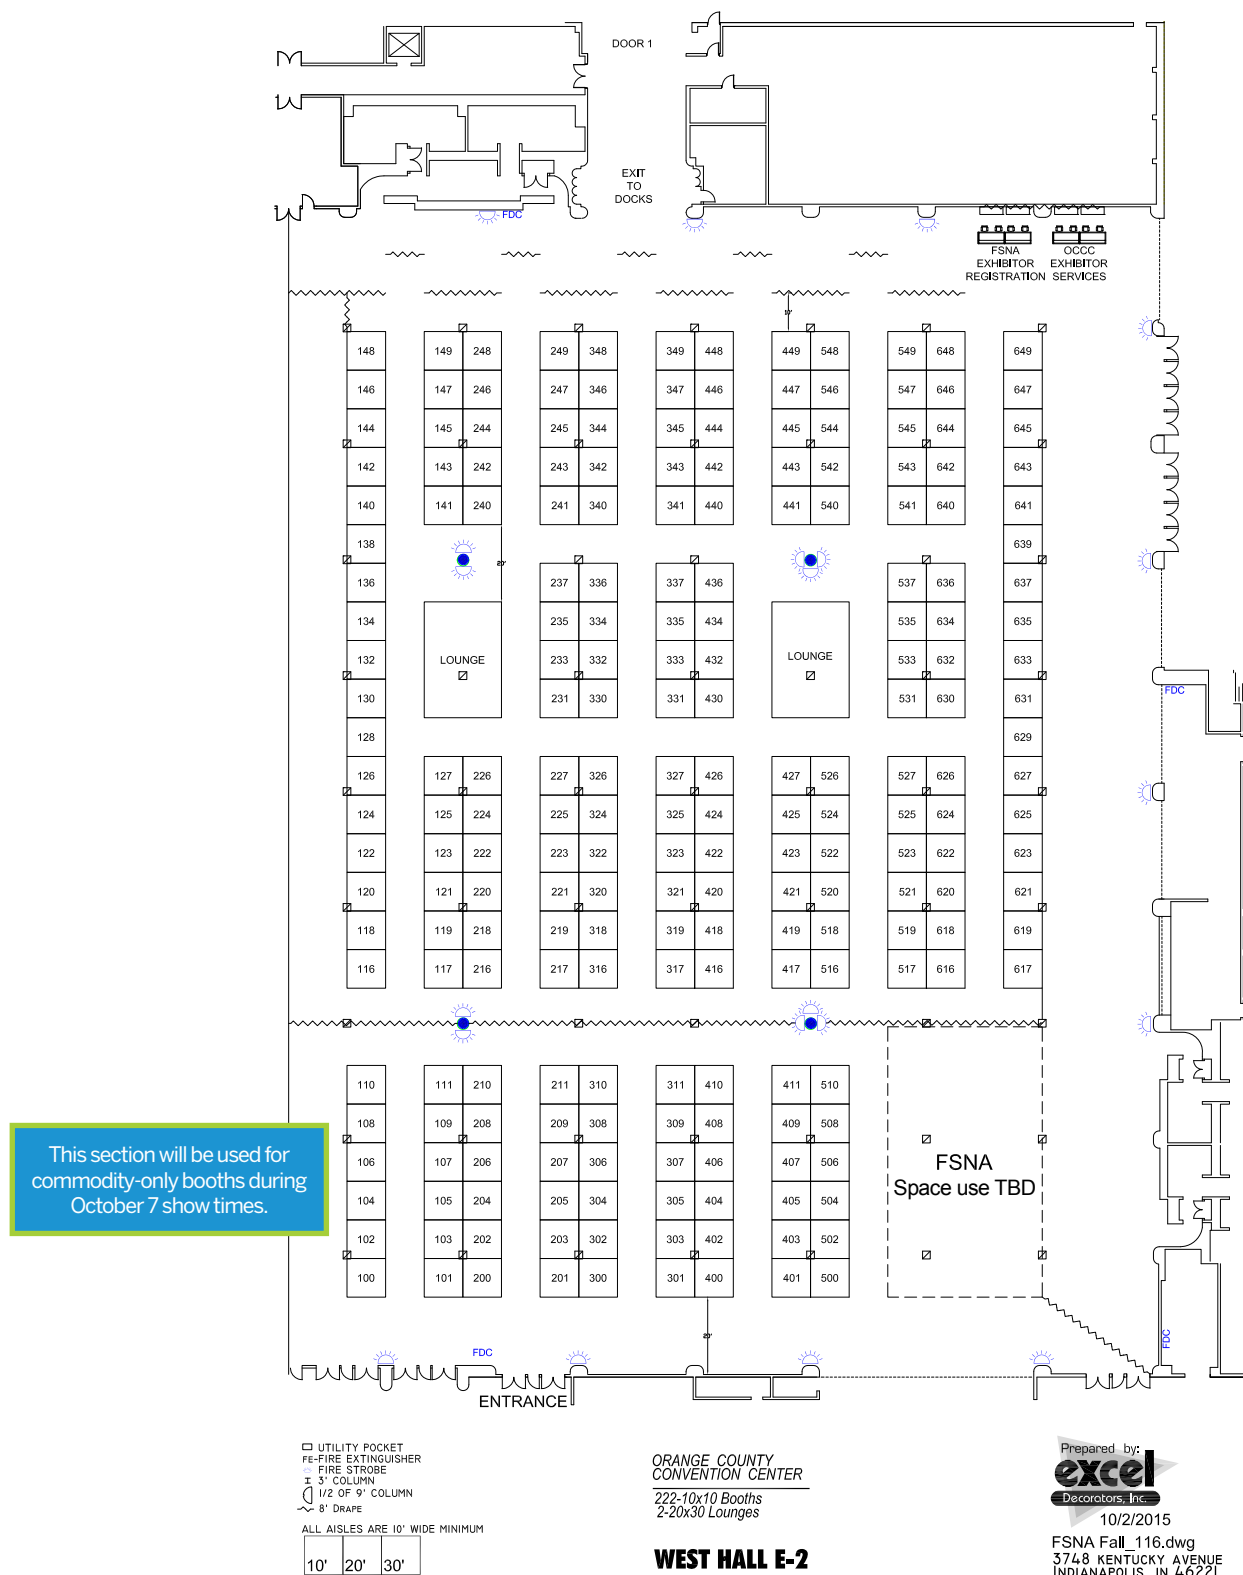 DOOR 1
EXIT
TO
DOCKS
FDC
FSNA
EXHIBITOR
REGISTRATION
OCCC
EXHIBITOR
SERVICES
10'
148 149 248 249 348 349 448 449 548 549 648 649
146 147 246 247 346 347 446 447 546 547 646 647
144 145 244 245 344 345 444 445 544 545 644 645
142 143 242 243 342 343 442 443 542 543 642 643
140 141 240 241 340 341 440 441 540 541 640 641
138 639
20'
136 237 336 337 436 537 636 637
134 235 334 335 434 535 634 635
132 LOUNGE 233 332 333 432 LOUNGE 533 632 633
130 231 330 331 430 531 630 631
FDC
128 629
126 127 226 227 326 327 426 427 526 527 626 627
124 125 224 225 324 325 424 425 524 525 624 625
122 123 222 223 322 323 422 423 522 523 622 623
120 121 220 221 320 321 420 421 520 521 620 621
118 119 218 219 318 319 418 419 518 519 618 619
116 117 216 217 316 317 416 417 516 517 616 617
110 111 210 211 310 311 410 411 510
108 109 208 209 308 309 408 409 508
106 107 206 207 306 307 406 407 506
104 105 204 205 304 305 404 405 504
102 103 202 203 302 303 402 403 502
100 101 200 201 300 301 400 401 500
This section will be used for
commodity-only booths during
October 7 show times.
FSNA
Space use TBD
20'
FDC
FDC
ENTRANCE
UTILITY POCKET
FE-FIRE EXTINGUISHER
FIRE STROBE
3' COLUMN
1/2 OF 9' COLUMN
8' DRAPE
ALL AISLES ARE 10' WIDE MINIMUM
10' 20' 30'
ORANGE COUNTY
CONVENTION CENTER
222-10x10 Booths
2-20x30 Lounges
WEST HALL E-2
Prepared by:
excel
Decorators, Inc.
10/2/2015
FSNA Fall_116.dwg
3748 KENTUCKY AVENUE
INDIANAPOLIS, IN 46221